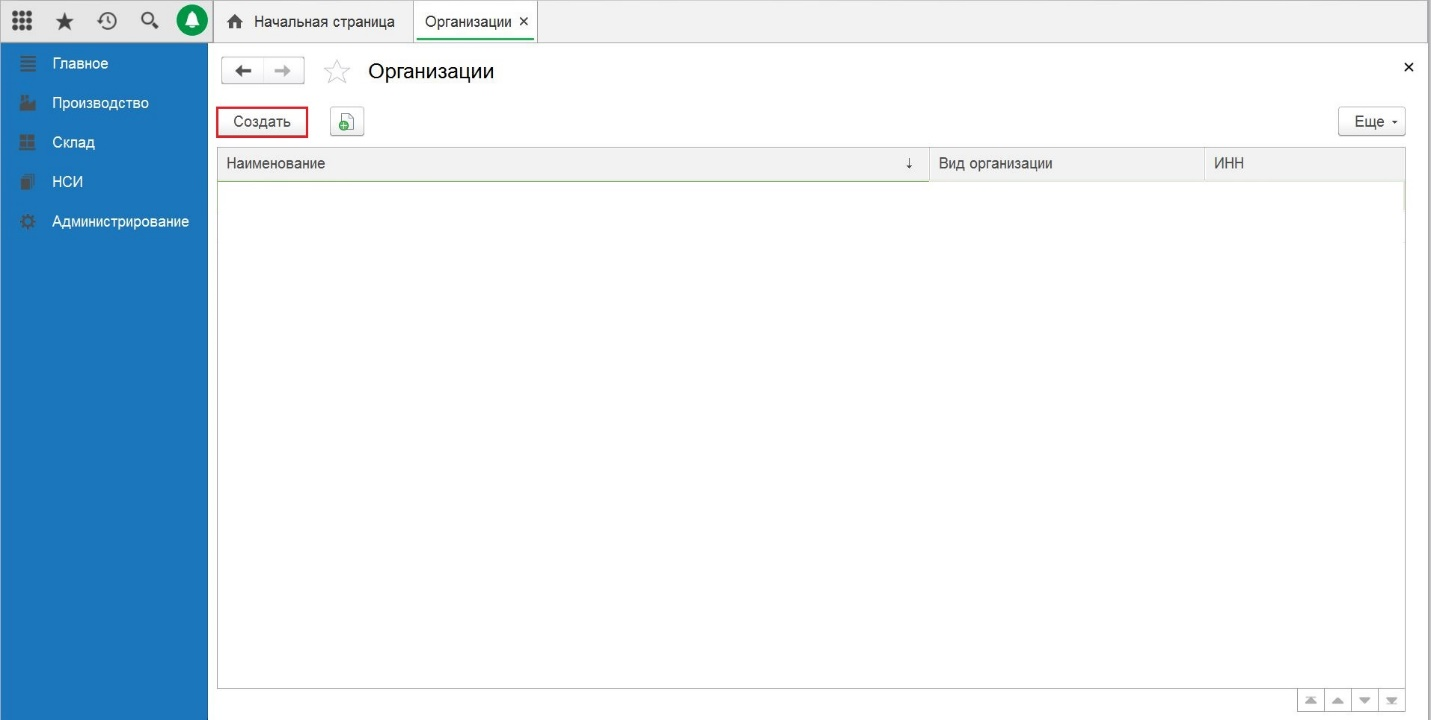 Начальная страница
Организации ×
Главное
Производство
Склад
НСИ
Администрирование
Организации
Создать
Еще
Наименование ↓ Вид организации ИНН